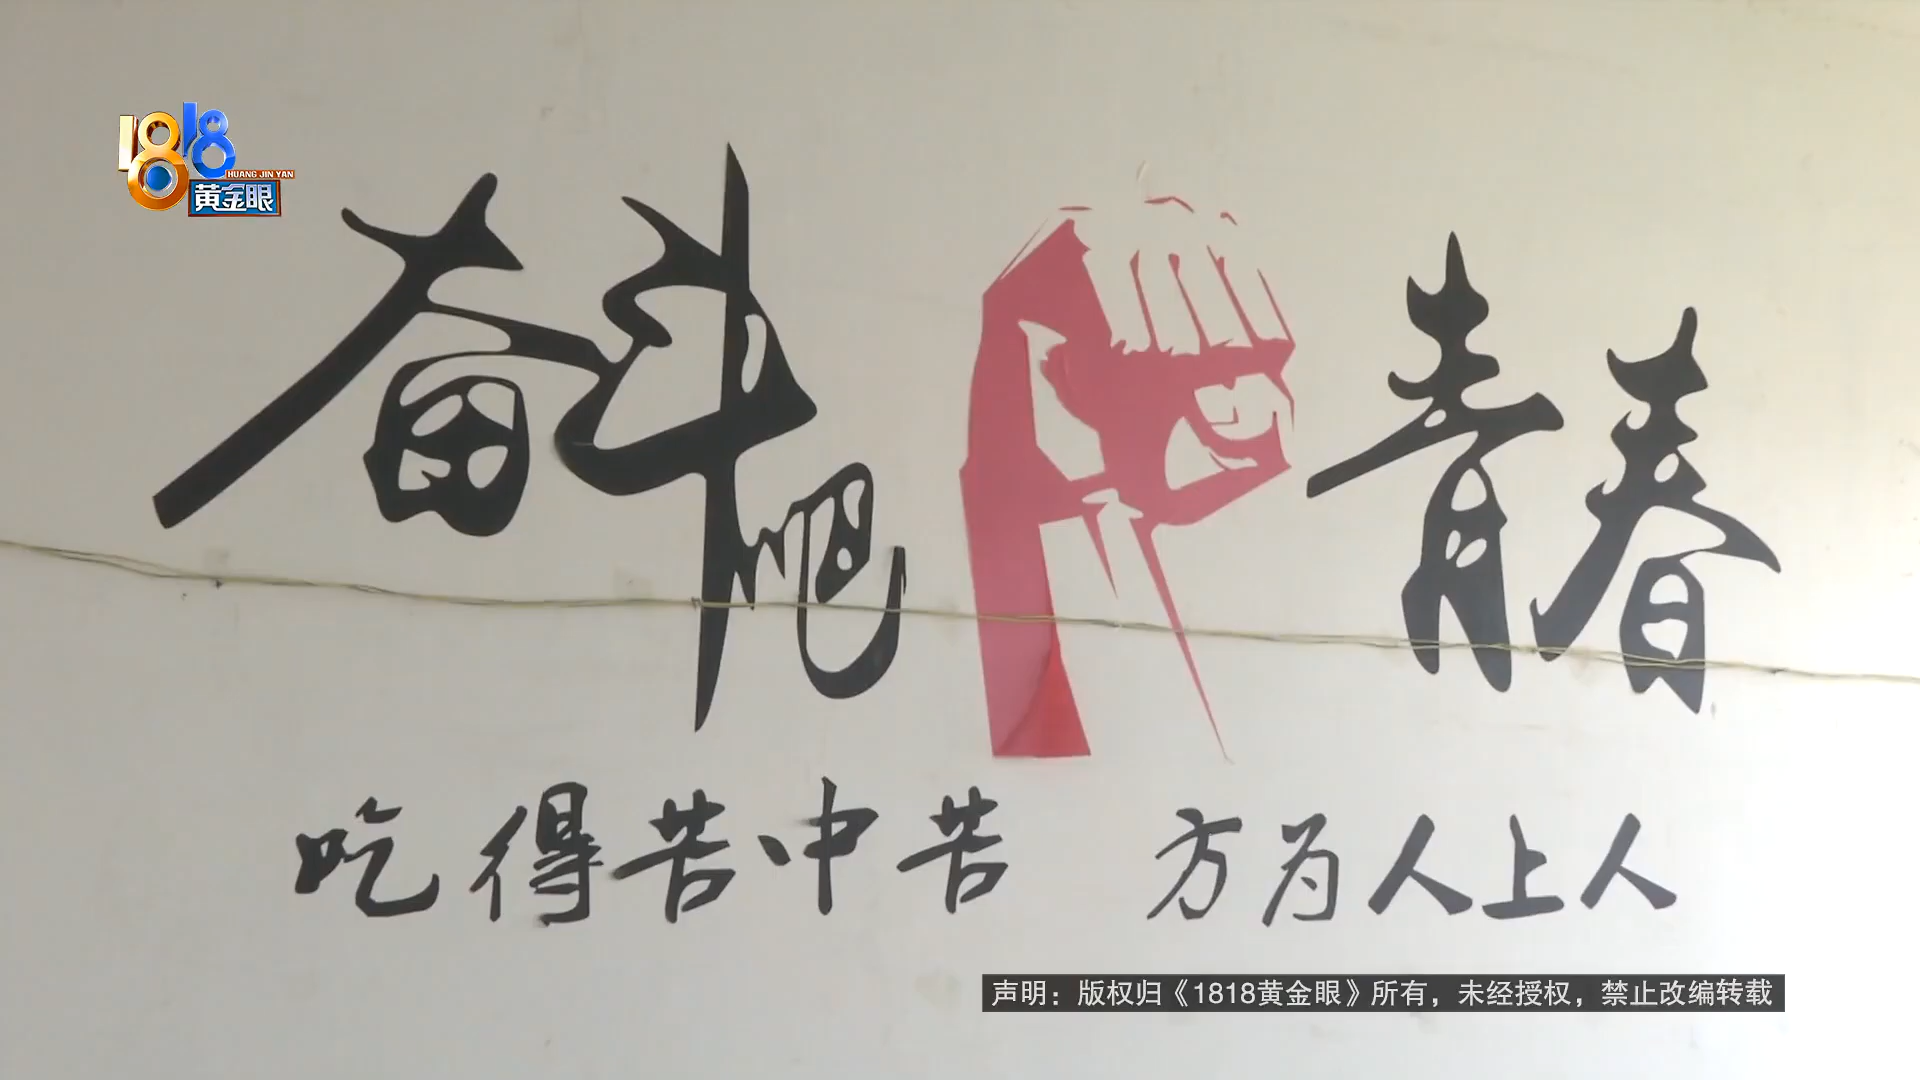 1818
HUANG JIN YAN
黄金眼
奋斗吧 青春
吃得苦中苦 方为人上人
声明：版权归《1818黄金眼》所有，未经授权，禁止改编转载